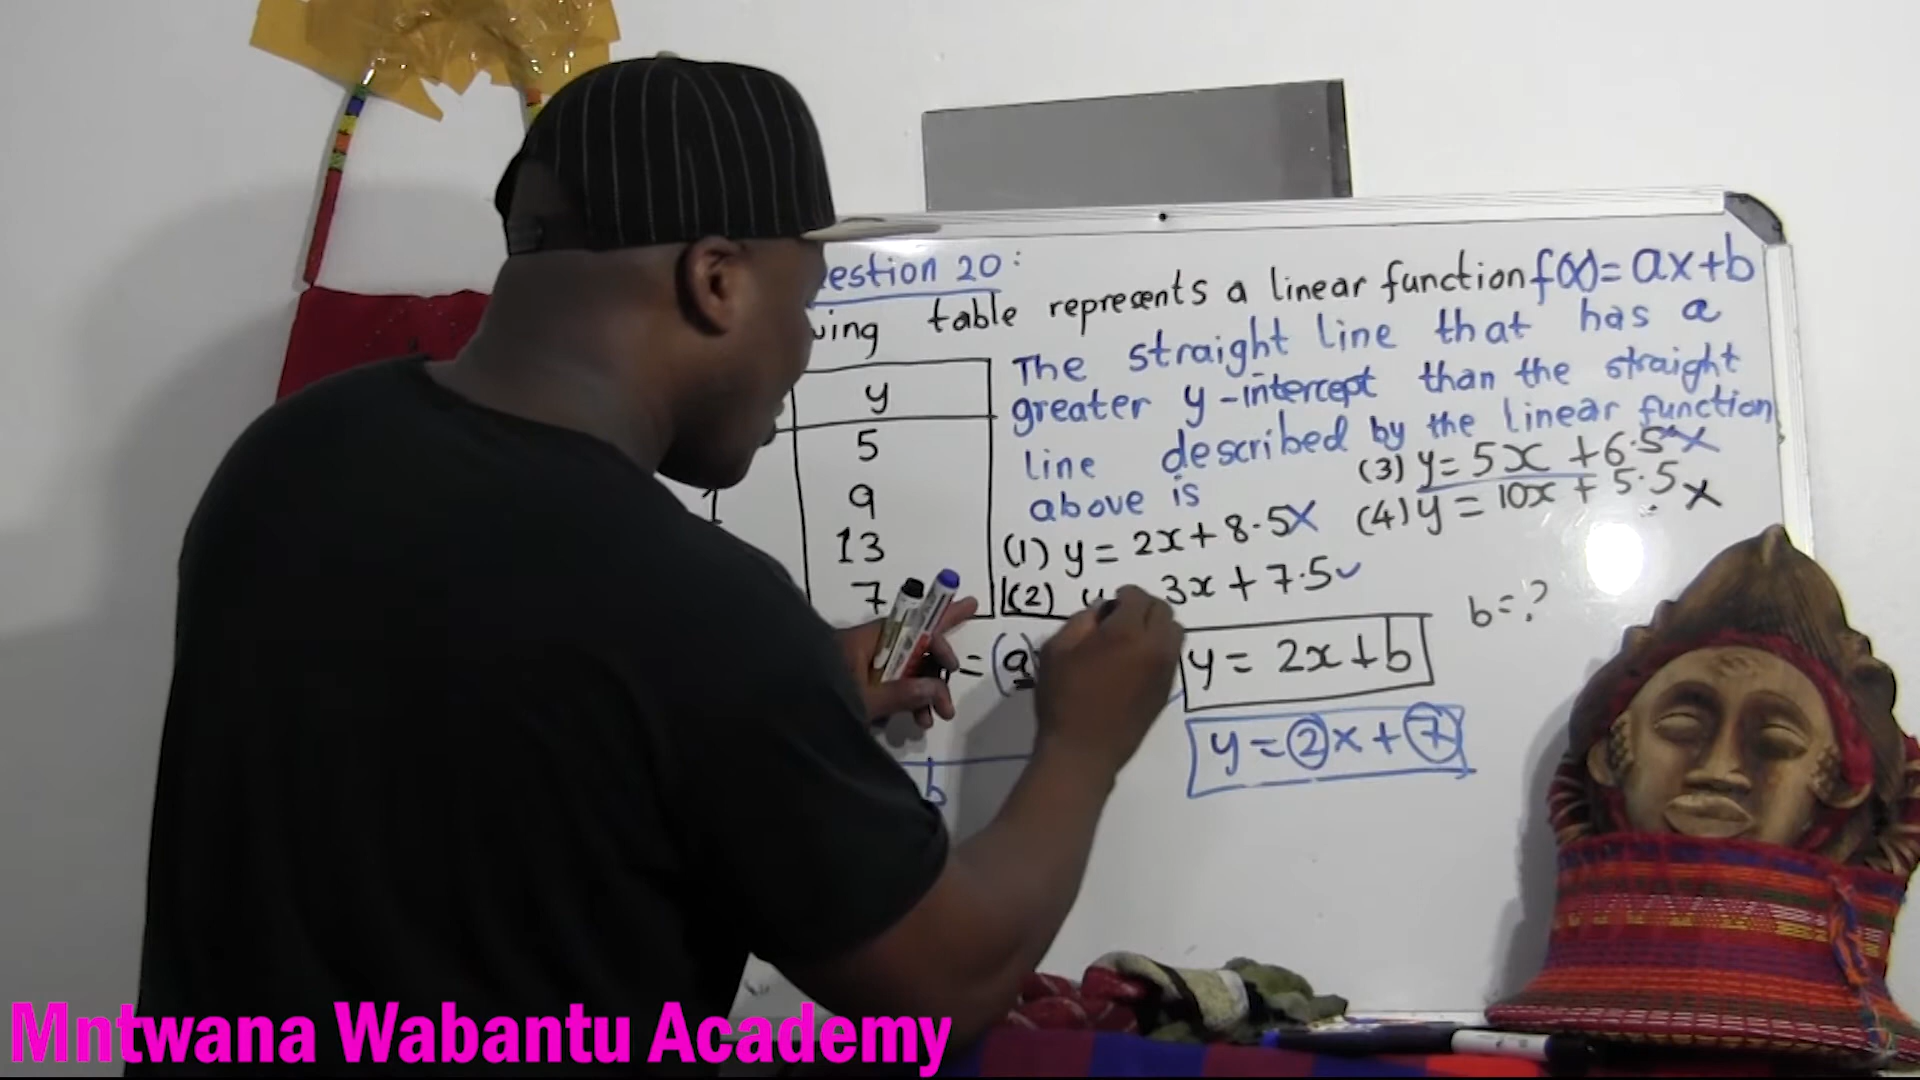 estion 20:
wing table represents a linear function f(x)=ax+b
y
5
9
13
7
1
The straight line that has a
greater y-intercept than the straight
line described by the linear function
above is
(1) y = 2x + 8.5 X
(2) 3x + 7.5 ✓
(3) y = 5x + 6.5 X
(4) y = 10x + 5.5 X
b = ?
= (a)
y = 2x + b
y = 2x + 7
b
Mntwana Wabantu Academy